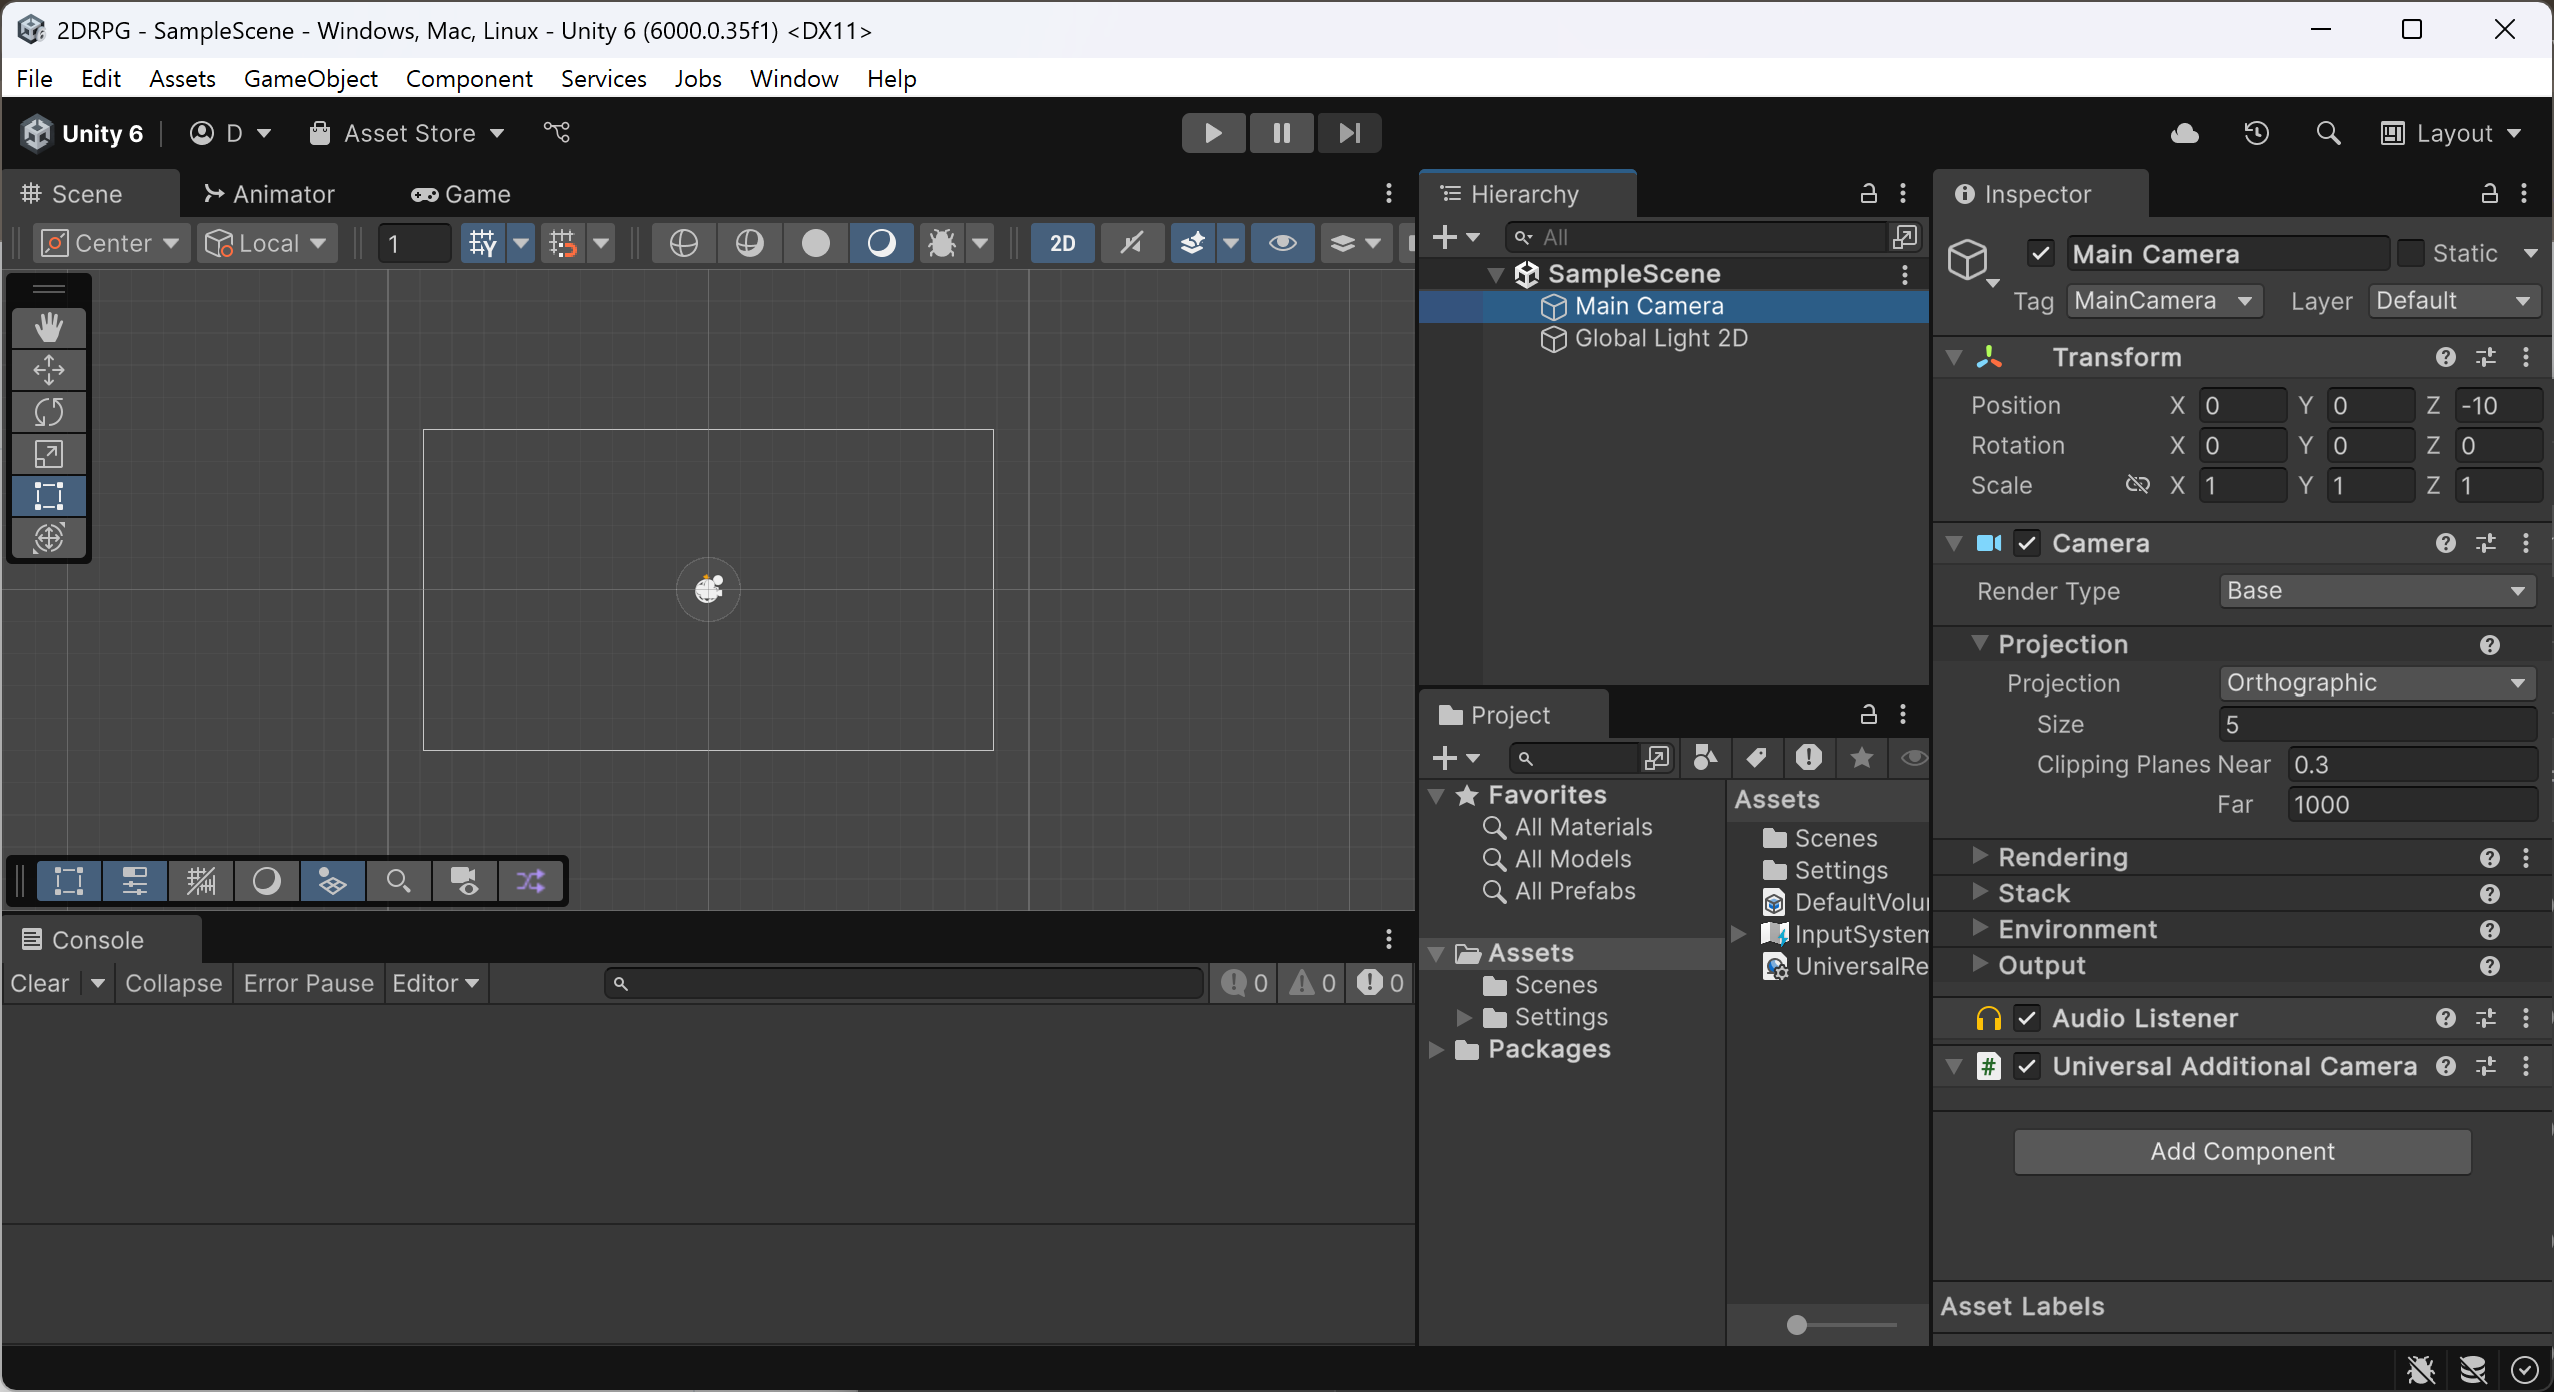 2DRPG - SampleScene - Windows, Mac, Linux - Unity 6 (6000.0.35f1) <DX11>
File Edit Assets GameObject Component Services Jobs Window Help
Unity 6 D Asset Store Layout
Scene Animator Game
Center Local 1 2D
Hierarchy
All
SampleScene
Main Camera
Global Light 2D
Project
Favorites
All Materials
All Models
All Prefabs
Assets
Scenes
Settings
Packages
Assets
Scenes
Settings
DefaultVolu
InputSystem
UniversalRe
Console
Clear Collapse Error Pause Editor 0 0 0
Inspector
Main Camera Static
Tag MainCamera Layer Default
Transform
Position X 0 Y 0 Z -10
Rotation X 0 Y 0 Z 0
Scale X 1 Y 1 Z 1
Camera
Render Type Base
Projection
Projection Orthographic
Size 5
Clipping Planes Near 0.3
Far 1000
Rendering
Stack
Environment
Output
Audio Listener
# Universal Additional Camera
Add Component
Asset Labels